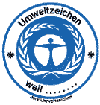 Umweltzeichen
weil ........